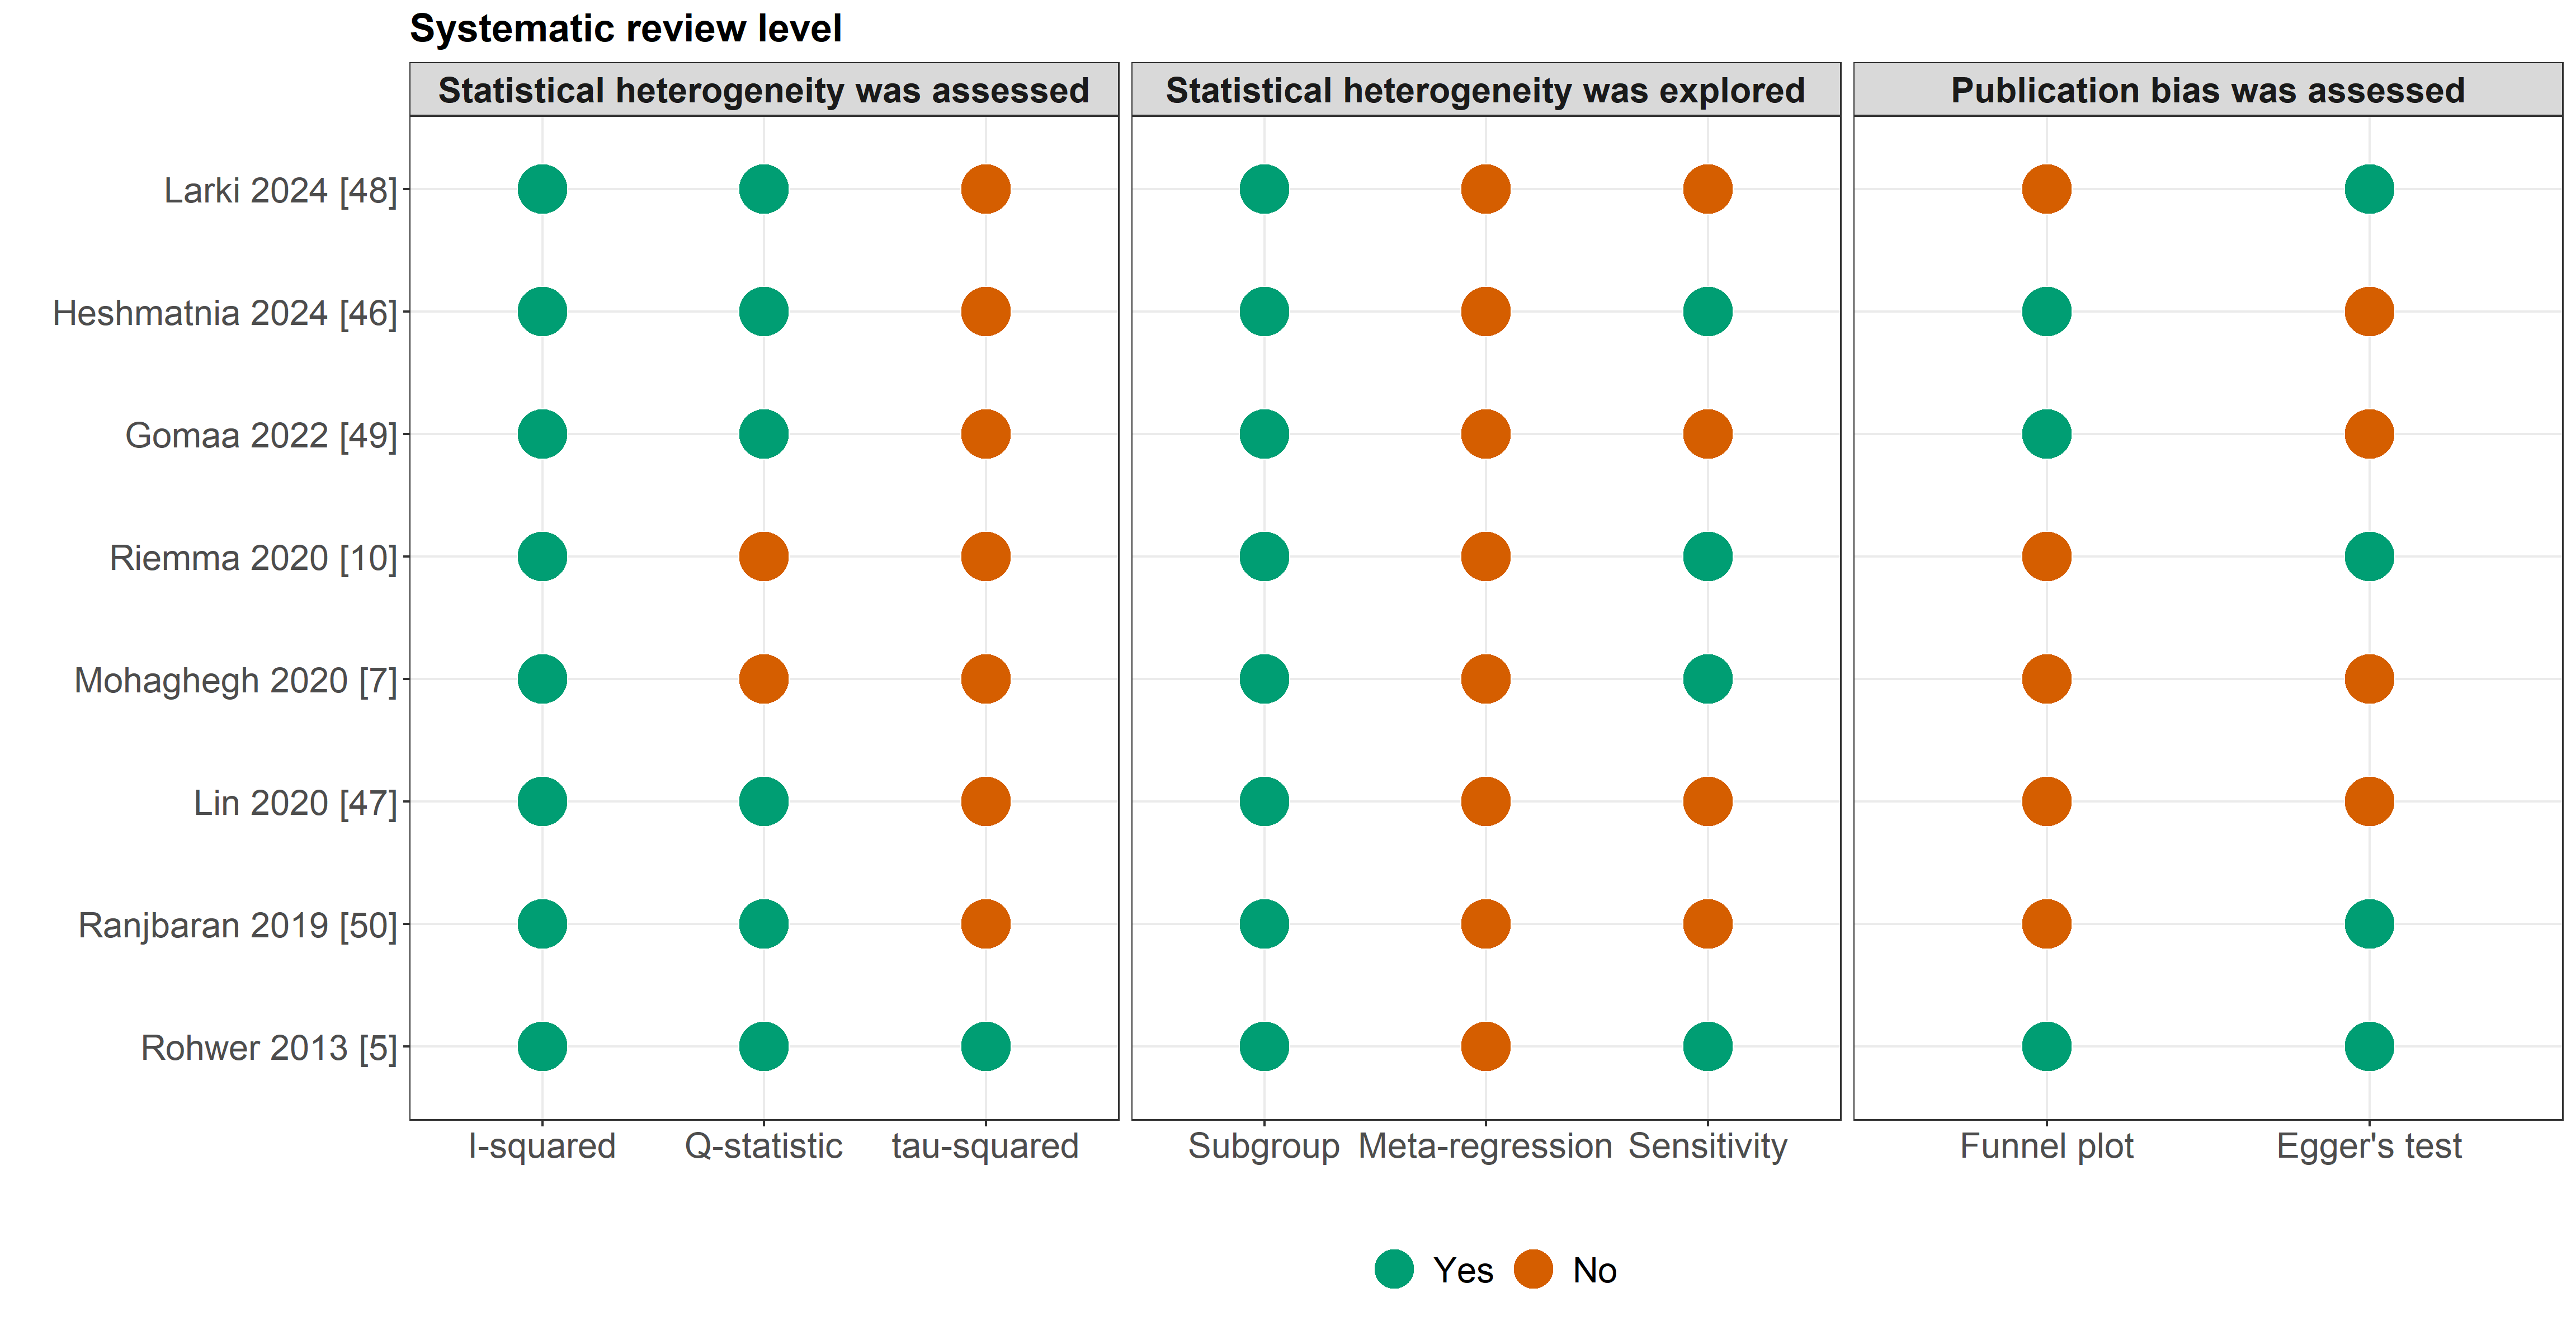 Systematic review level
Statistical heterogeneity was assessed
Statistical heterogeneity was explored
Publication bias was assessed
Larki 2024 [48]
Heshmatnia 2024 [46]
Gomaa 2022 [49]
Riemma 2020 [10]
Mohaghegh 2020 [7]
Lin 2020 [47]
Ranjbaran 2019 [50]
Rohwer 2013 [5]
I-squared Q-statistic tau-squared
Subgroup Meta-regression Sensitivity
Funnel plot Egger's test
Yes No